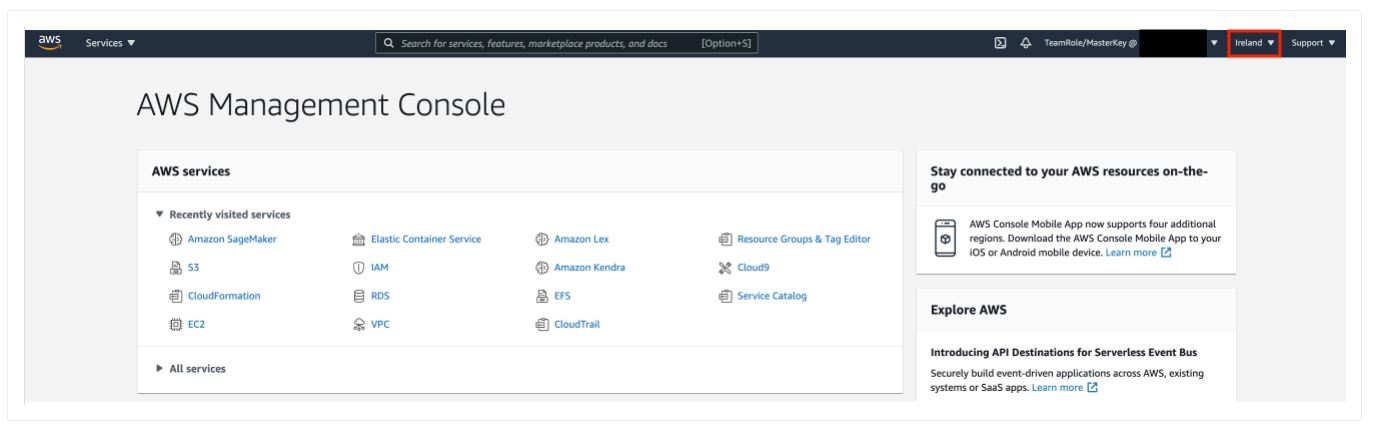 aws
Services ▼
Search for services, features, marketplace products, and docs
[Option+S]
TeamRole/MasterKey @
Ireland ▼
Support ▼
AWS Management Console
AWS services
▼ Recently visited services
Amazon SageMaker
Elastic Container Service
Amazon Lex
Resource Groups & Tag Editor
S3
IAM
Amazon Kendra
Cloud9
CloudFormation
RDS
EFS
Service Catalog
EC2
VPC
CloudTrail
▶ All services
Stay connected to your AWS resources on-the-
go
AWS Console Mobile App now supports four additional
regions. Download the AWS Console Mobile App to your
iOS or Android mobile device. Learn more
Explore AWS
Introducing API Destinations for Serverless Event Bus
Securely build event-driven applications across AWS, existing
systems or SaaS apps. Learn more